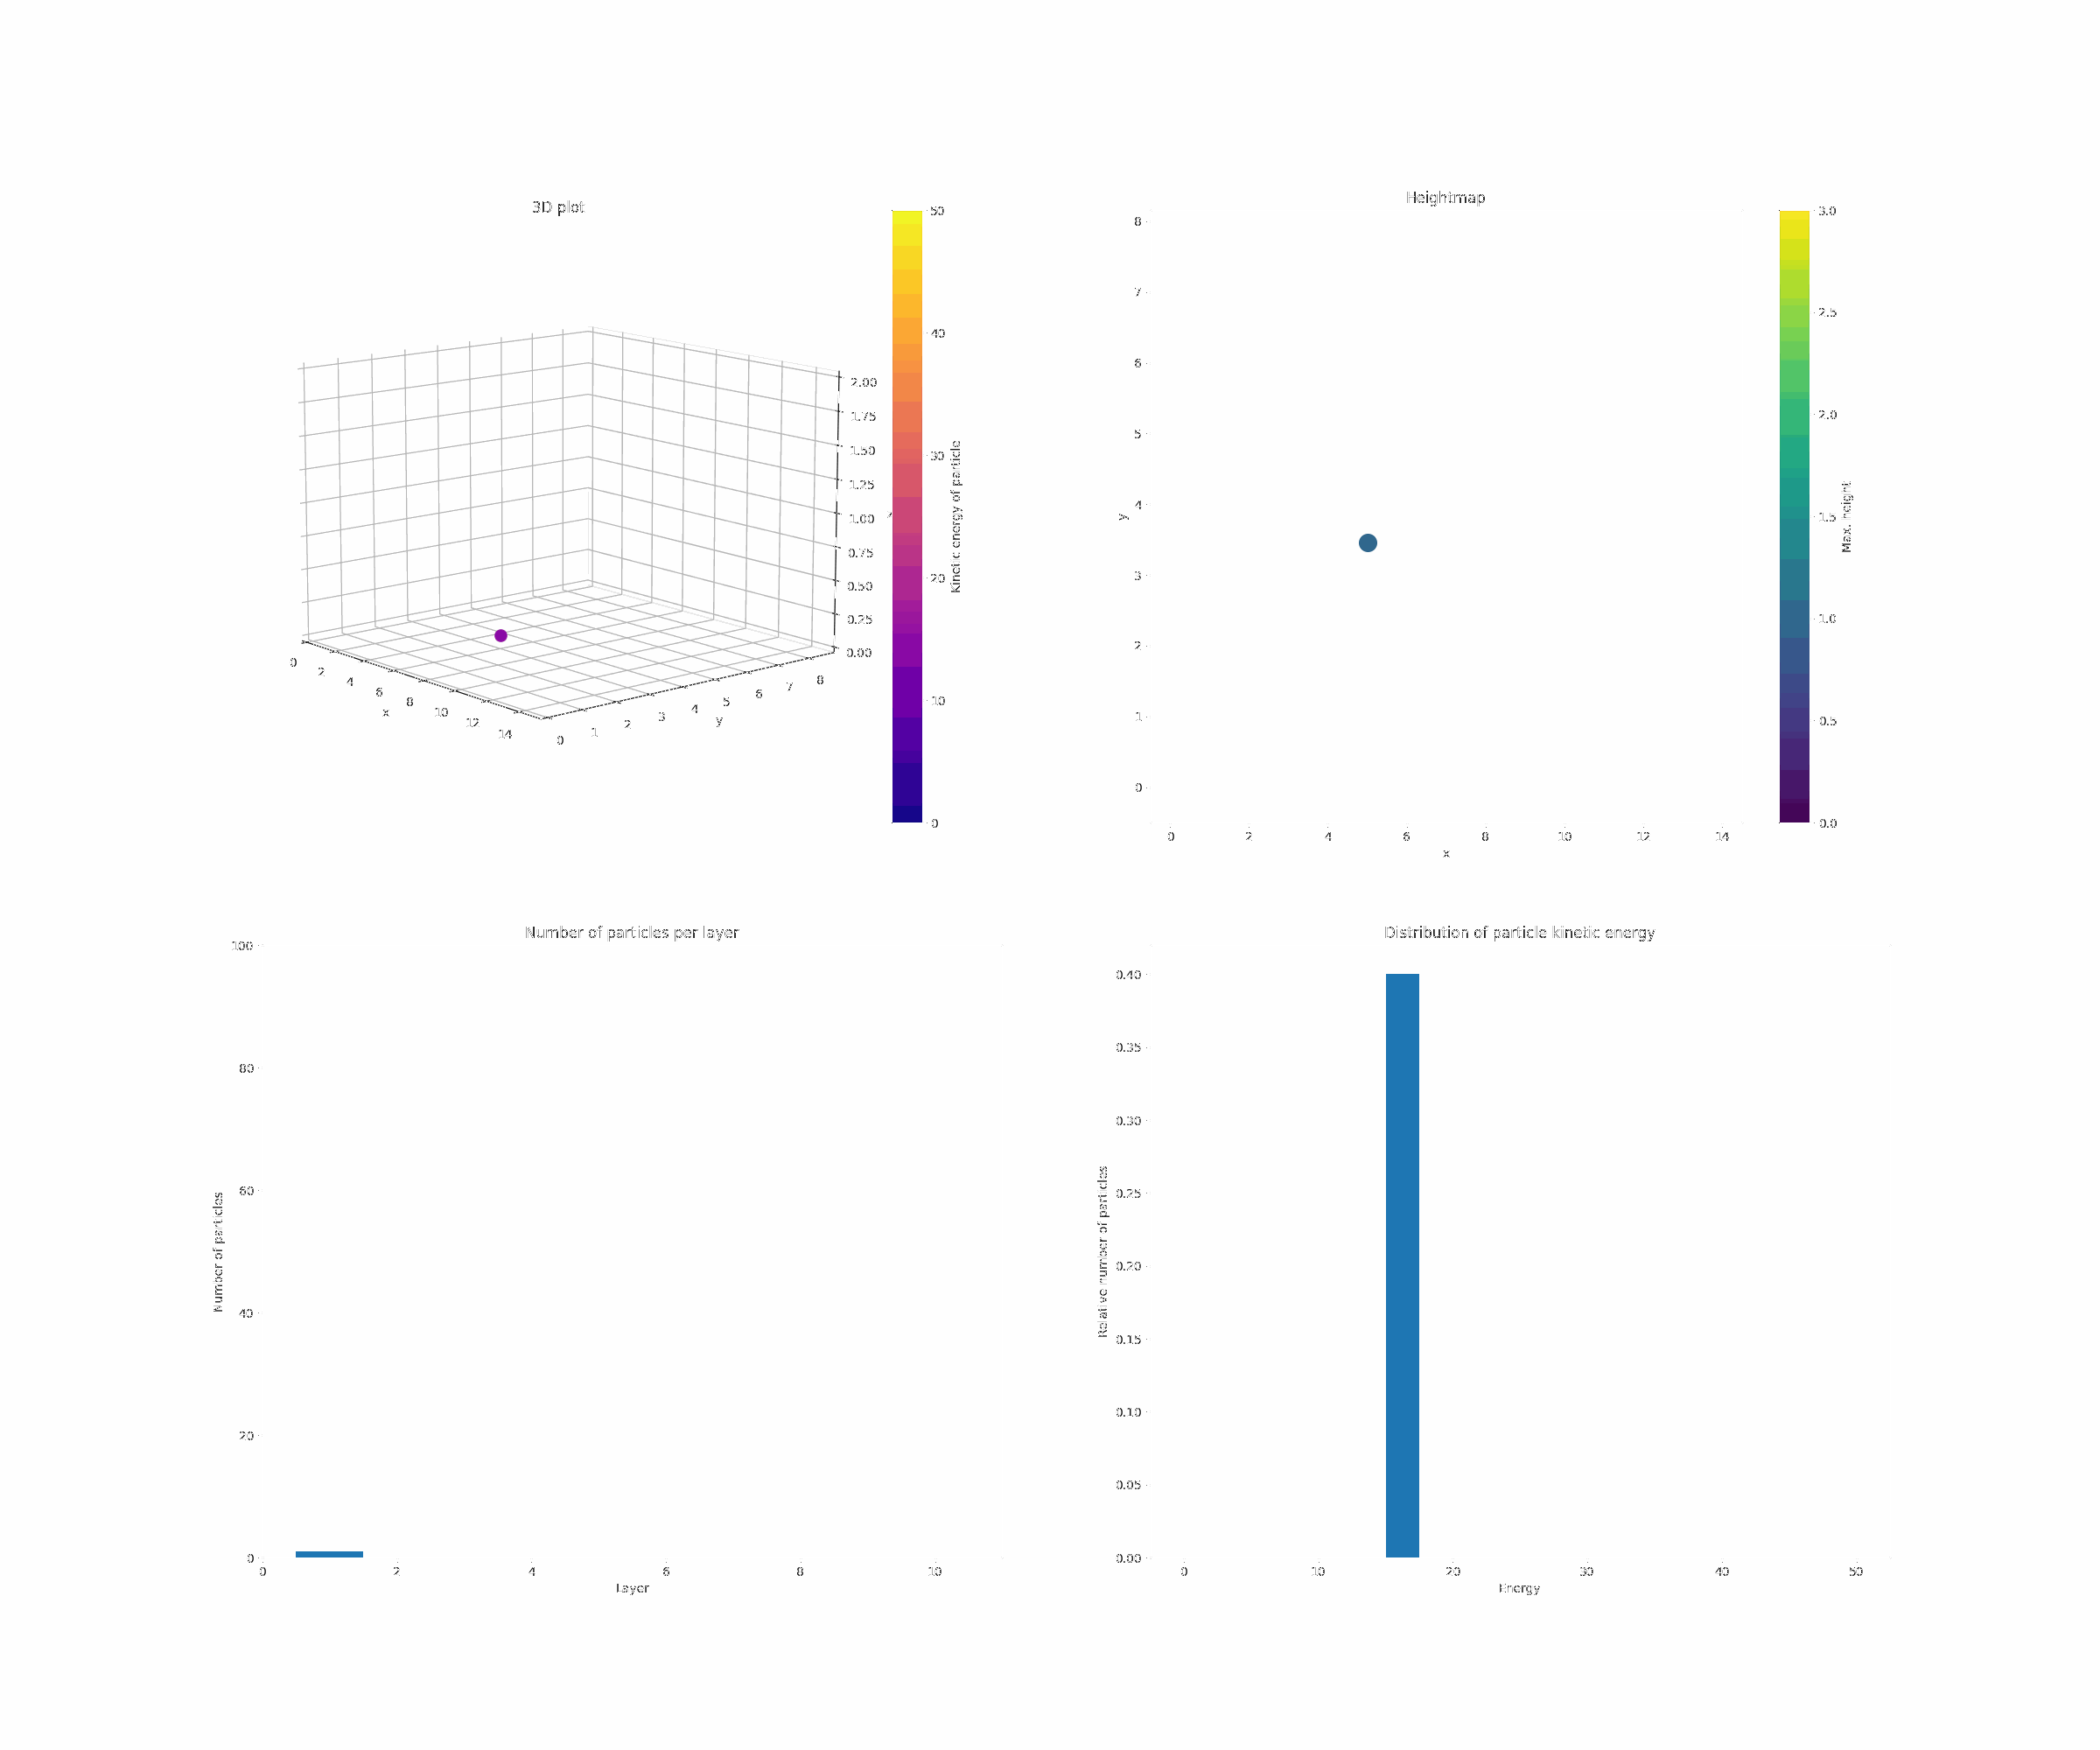 3D plot
50
40
30
20
10
0
Kinetic energy of particle
2.00
1.75
1.50
1.25
1.00
0.75
0.50
0.25
0.00
0 2 4 6 8 10 12 14
x
0 1 2 3 4 5 6 7 8
y
Heightmap
8
7
6
5
4
3
2
1
0
y
0 2 4 6 8 10 12 14
x
3.0
2.5
2.0
1.5
1.0
0.5
0.0
Max. height
Number of particles per layer
100
80
60
40
20
0
Number of particles
0 2 4 6 8 10
Layer
Distribution of particle kinetic energy
0.40
0.35
0.30
0.25
0.20
0.15
0.10
0.05
0.00
Relative number of particles
0 10 20 30 40 50
Energy